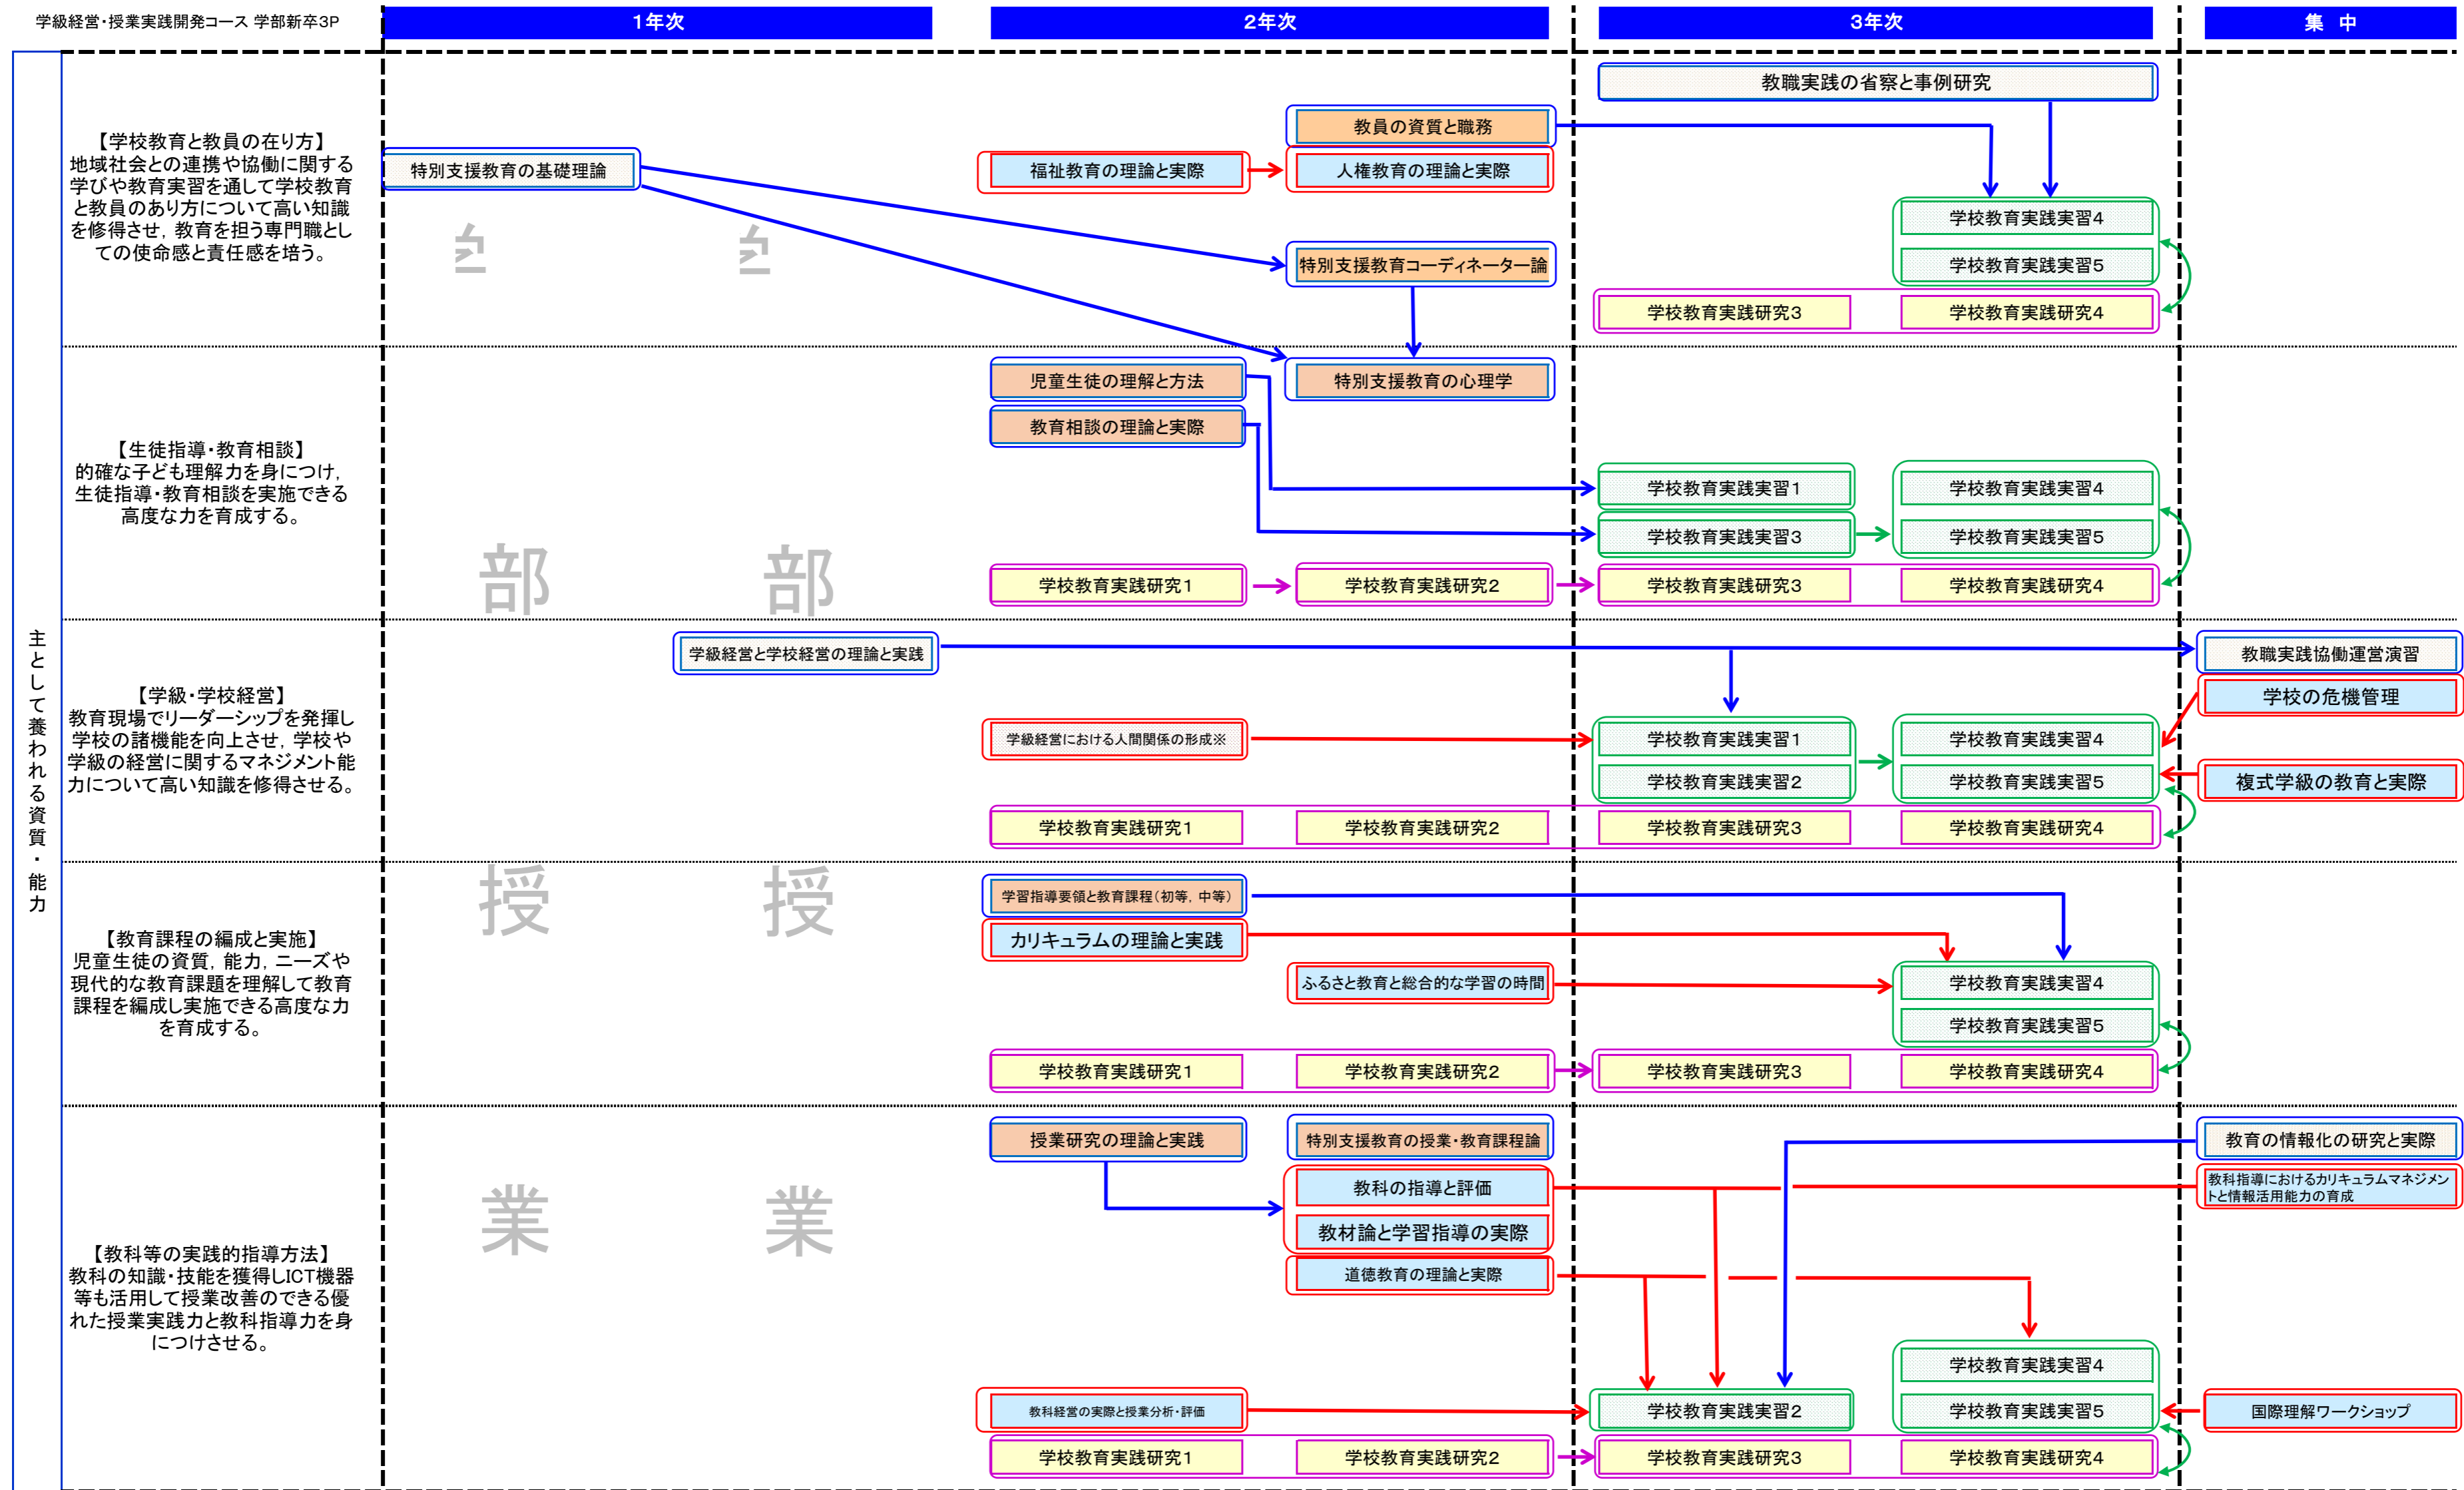 学級経営・授業実践開発コース 学部新卒3P
1年次
2年次
3年次
集 中
主として養われる資質・能力
【学校教育と教員の在り方】
地域社会との連携や協働に関する
学びや教育実習を通して学校教育
と教員のあり方について高い知識
を修得させ，教育を担う専門職とし
ての使命感と責任感を培う。
教職実践の省察と事例研究
教員の資質と職務
特別支援教育の基礎理論
福祉教育の理論と実際
人権教育の理論と実際
学校教育実践実習4
特別支援教育コーディネーター論
学校教育実践実習5
学校教育実践研究3
学校教育実践研究4
【生徒指導・教育相談】
的確な子ども理解力を身につけ，
生徒指導・教育相談を実施できる
高度な力を育成する。
児童生徒の理解と方法
特別支援教育の心理学
教育相談の理論と実際
学校教育実践実習1
学校教育実践実習4
学校教育実践実習3
学校教育実践実習5
部
部
学校教育実践研究1
学校教育実践研究2
学校教育実践研究3
学校教育実践研究4
【学級・学校経営】
教育現場でリーダーシップを発揮し
学校の諸機能を向上させ，学校や
学級の経営に関するマネジメント能
力について高い知識を修得させる。
学級経営と学校経営の理論と実践
教職実践協働運営演習
学校の危機管理
学級経営における人間関係の形成※
学校教育実践実習1
学校教育実践実習4
学校教育実践実習2
学校教育実践実習5
複式学級の教育と実際
学校教育実践研究1
学校教育実践研究2
学校教育実践研究3
学校教育実践研究4
授
授
【教育課程の編成と実施】
児童生徒の資質，能力，ニーズや
現代的な教育課題を理解して教育
課程を編成し実施できる高度な力
を育成する。
学習指導要領と教育課程（初等，中等）
カリキュラムの理論と実践
ふるさと教育と総合的な学習の時間
学校教育実践実習4
学校教育実践実習5
学校教育実践研究1
学校教育実践研究2
学校教育実践研究3
学校教育実践研究4
【教科等の実践的指導方法】
教科の知識・技能を獲得しICT機器
等も活用して授業改善のできる優
れた授業実践力と教科指導力を身
につけさせる。
業
業
授業研究の理論と実践
特別支援教育の授業・教育課程論
教育の情報化の研究と実際
教科の指導と評価
教科指導におけるカリキュラムマネジメン
トと情報活用能力の育成
教材論と学習指導の実際
道徳教育の理論と実際
学校教育実践実習4
教科経営の実際と授業分析・評価
学校教育実践実習2
学校教育実践実習5
国際理解ワークショップ
学校教育実践研究1
学校教育実践研究2
学校教育実践研究3
学校教育実践研究4